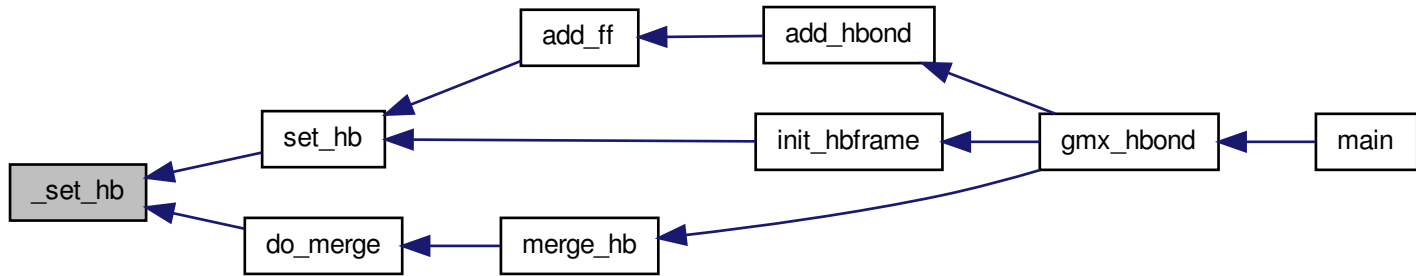 add_ff
add_hbond
set_hb
init_hbframe
gmx_hbond
main
_set_hb
do_merge
merge_hb